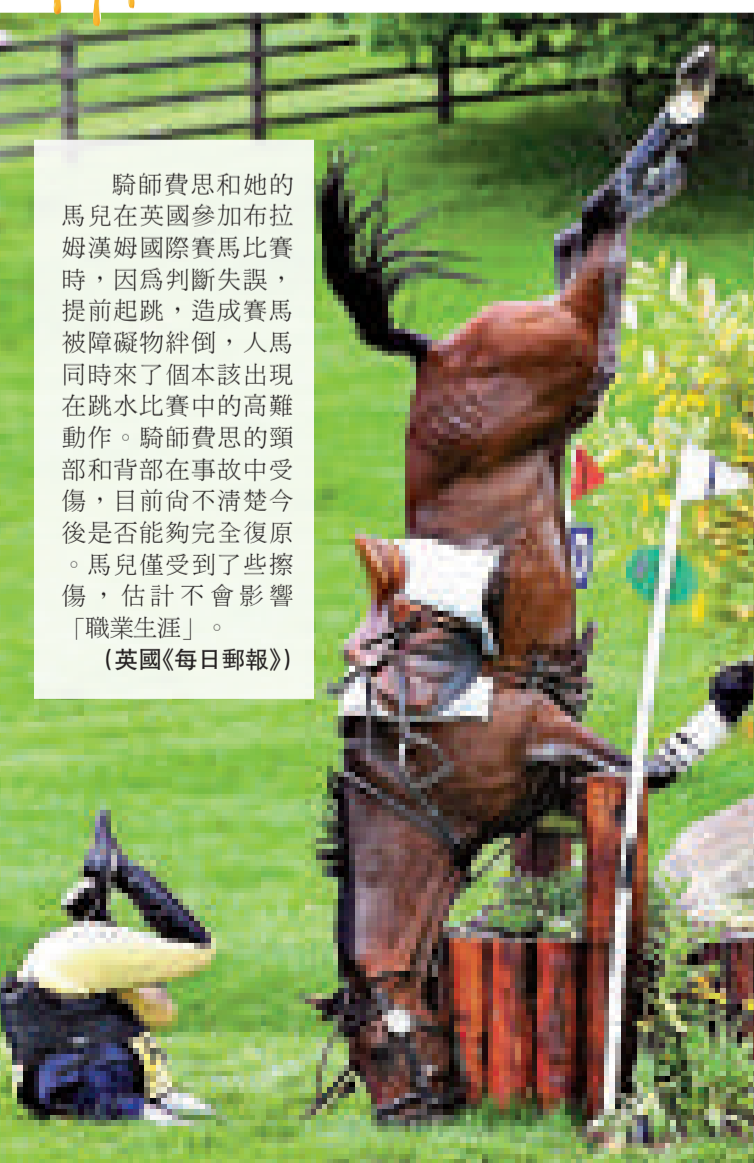 騎師費思和她的
馬兒在英國參加布拉
姆漢姆國際賽馬比賽
時，因爲判斷失誤，
提前起跳，造成賽馬
被障礙物絆倒，人馬
同時來了個本該出現
在跳水比賽中的高難
動作。騎師費思的頸
部和背部在事故中受
傷，目前尚不清楚今
後是否能夠完全復原
。馬兒僅受到了些擦
傷，估計不會影響
「職業生涯」。
(英國《每日郵報》)